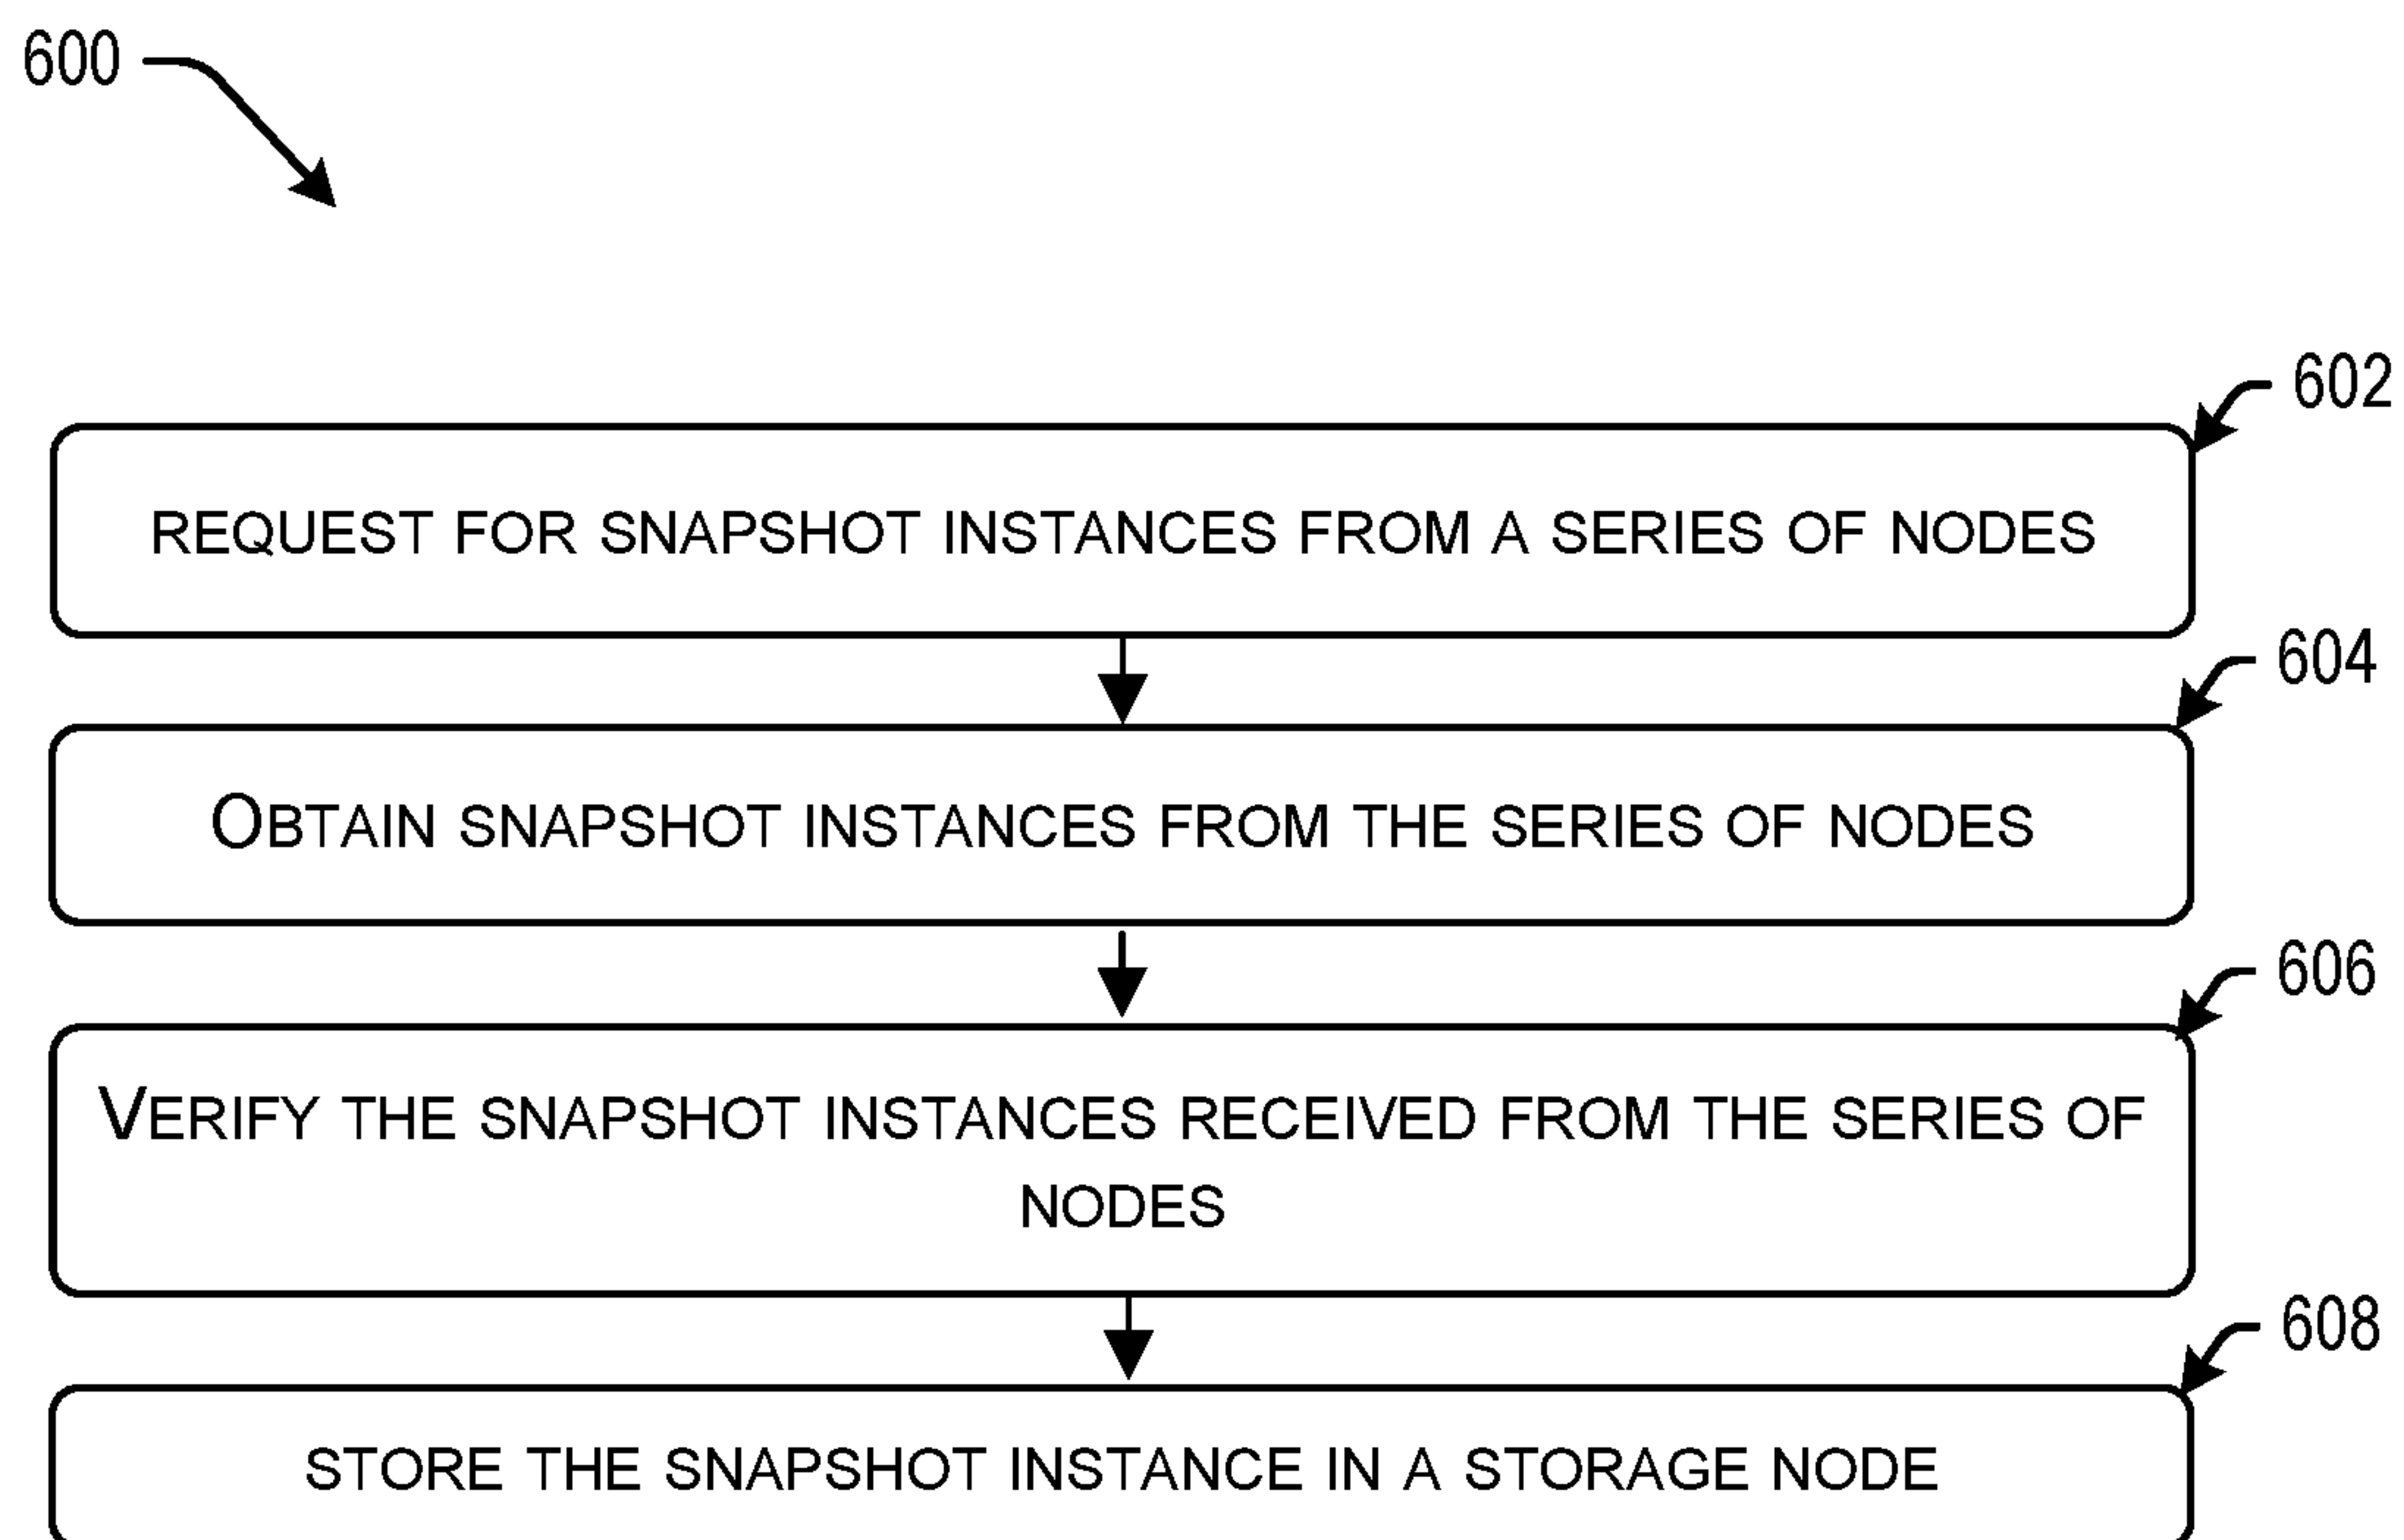 600
602
REQUEST FOR SNAPSHOT INSTANCES FROM A SERIES OF NODES
604
OBTAIN SNAPSHOT INSTANCES FROM THE SERIES OF NODES
606
VERIFY THE SNAPSHOT INSTANCES RECEIVED FROM THE SERIES OF
NODES
608
STORE THE SNAPSHOT INSTANCE IN A STORAGE NODE